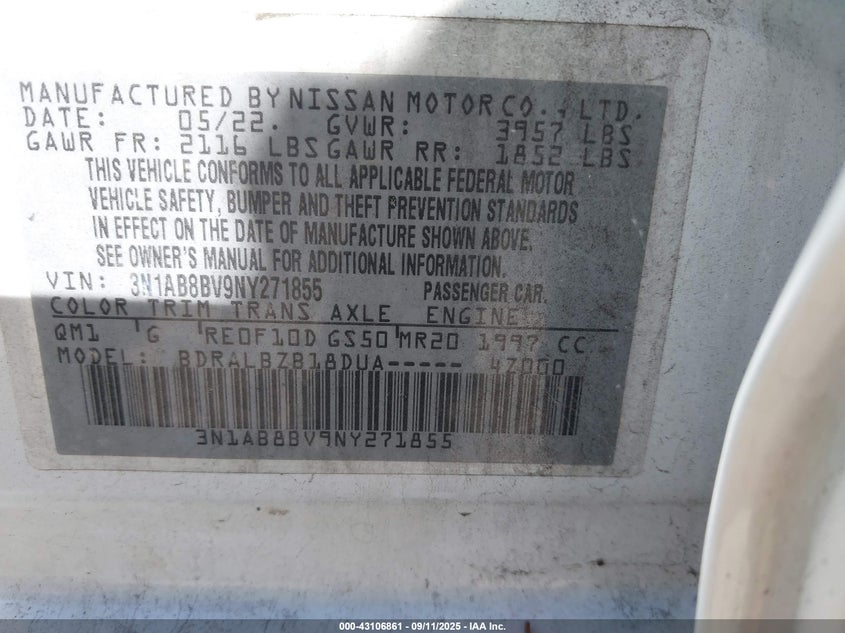 MANUFACTURED BY NISSAN MOTOR CO., LTD.
DATE: 05/22. GVWR: 3957 LBS
GAWR FR: 2116 LBS GAWR RR: 1852 LBS
THIS VEHICLE CONFORMS TO ALL APPLICABLE FEDERAL MOTOR
VEHICLE SAFETY, BUMPER AND THEFT PREVENTION STANDARDS
IN EFFECT ON THE DATE OF MANUFACTURE SHOWN ABOVE.
SEE OWNER'S MANUAL FOR ADDITIONAL INFORMATION.
VIN: 3N1AB8BV9NY271855 PASSENGER CAR.
COLOR TRIM TRANS AXLE ENGINE
QM1 G RE0F10D GS50 MR20 1997 CC
MODEL: BDRALBZB18DUA----- 4Z000
3N1AB8BV9NY271855
000-43106861 - 09/11/2025 - IAA Inc.